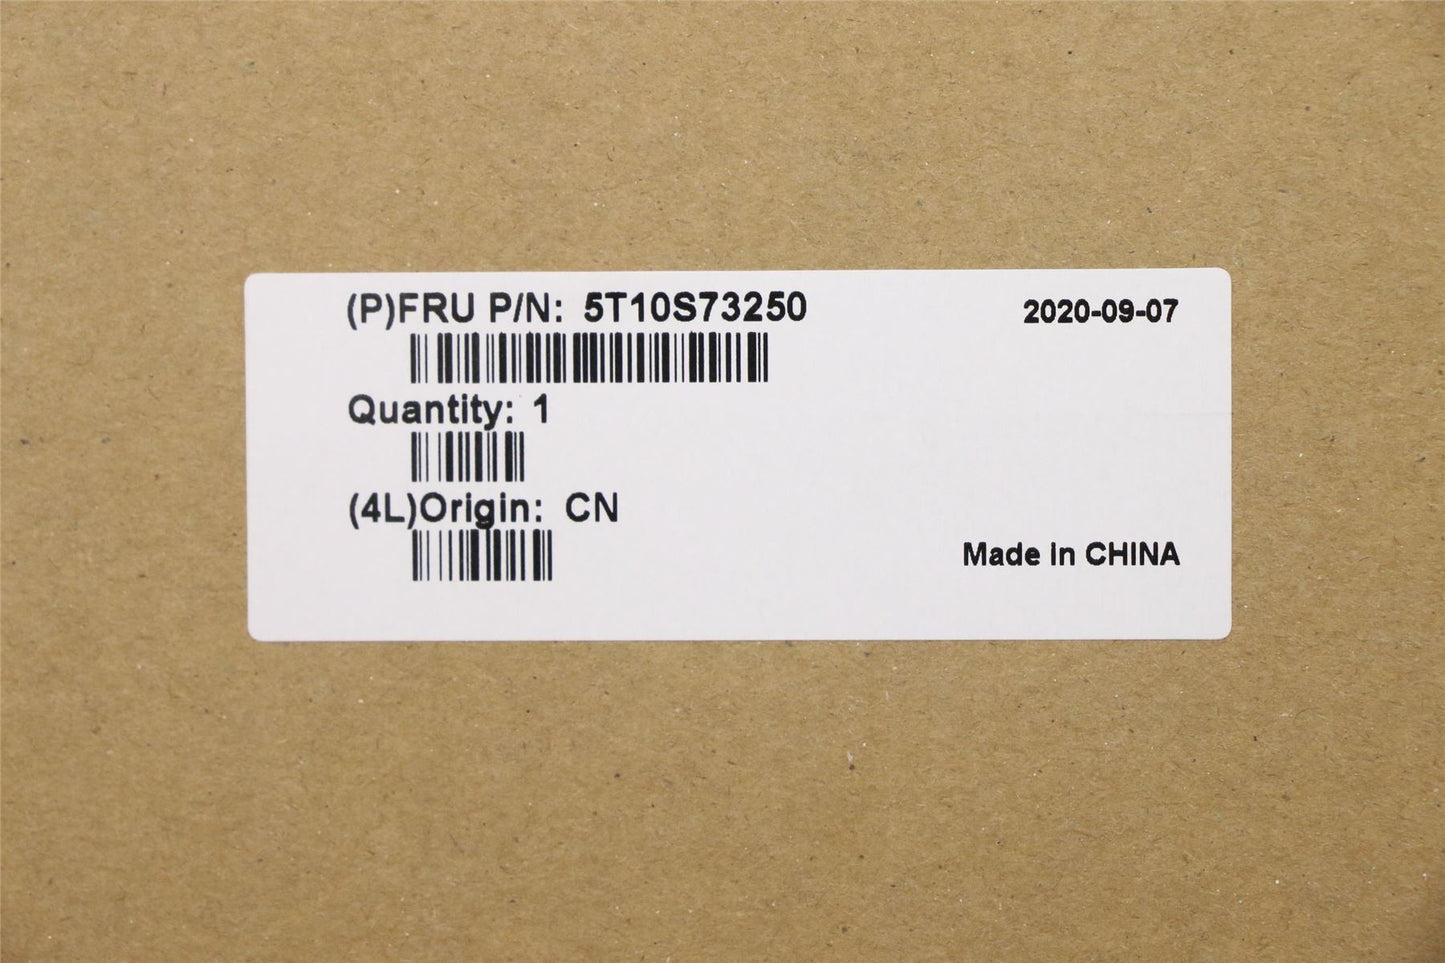 (P)FRU P/N: 5T10S73250
2020-09-07
Quantity: 1
(4L)Origin: CN
Made in CHINA